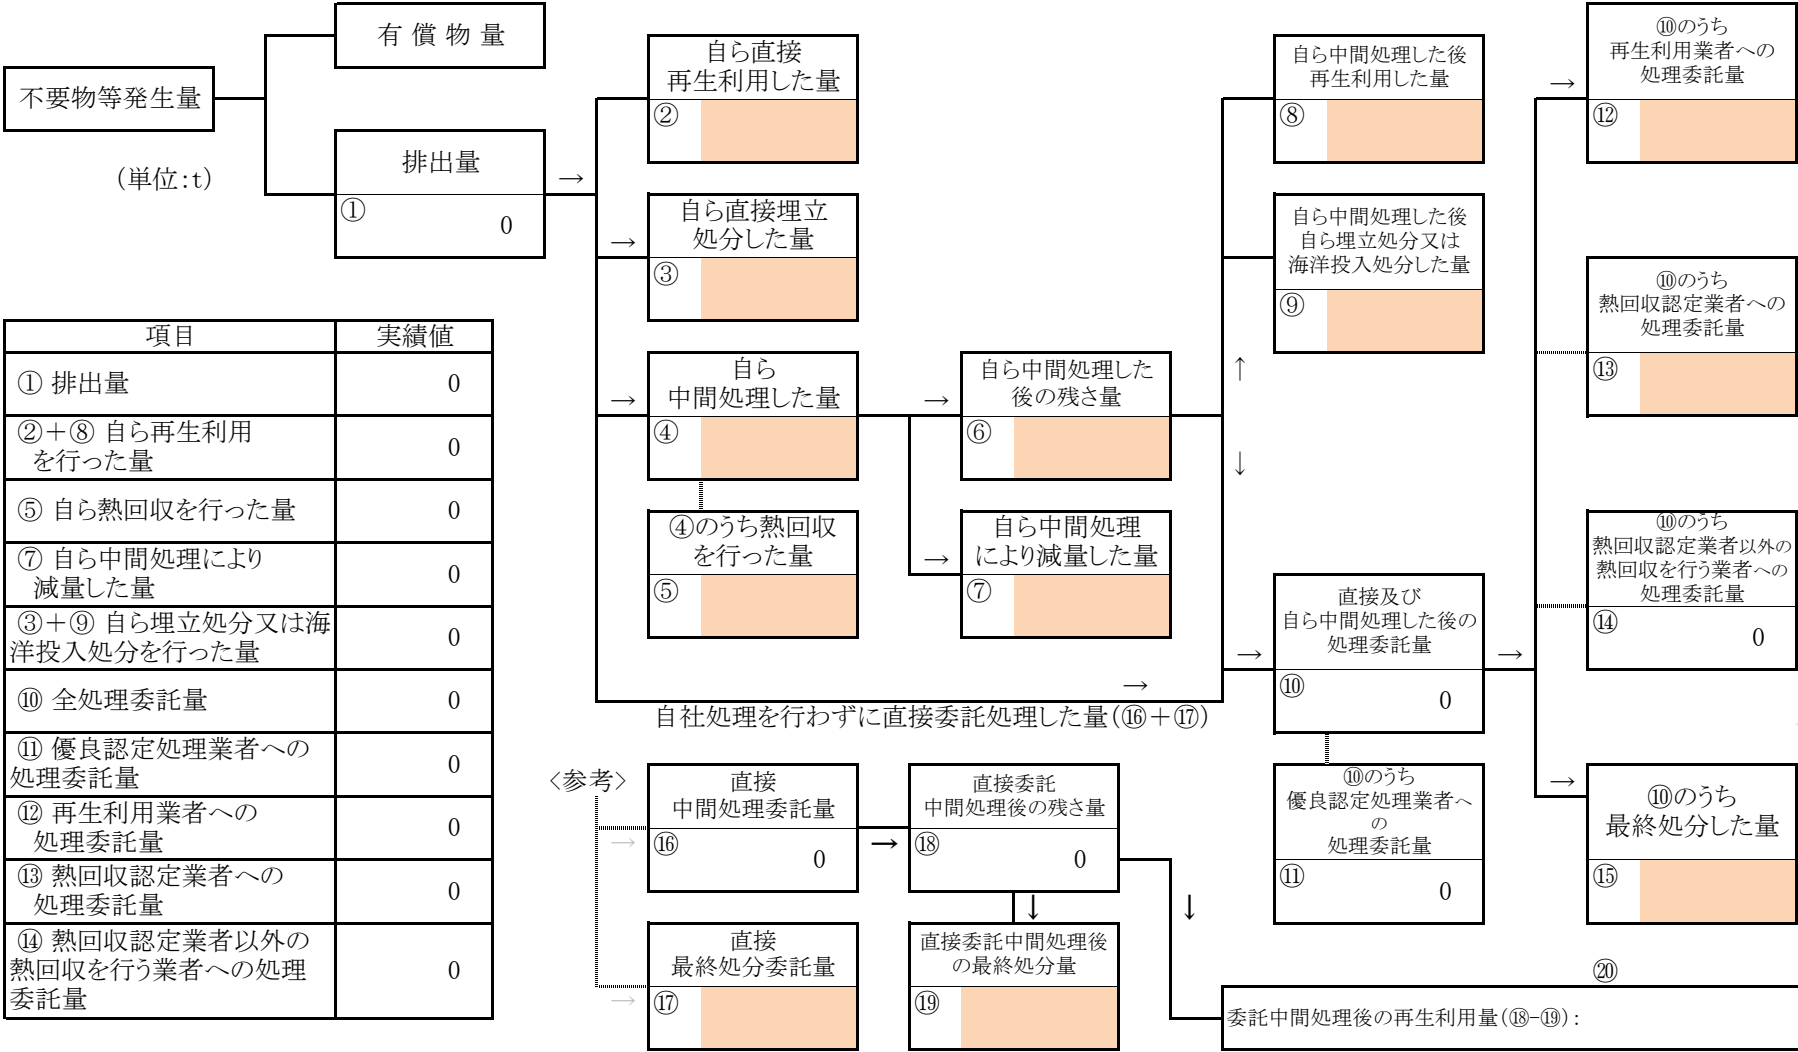 不要物等発生量
(単位:t)
有 償 物 量
排出量
①
0
→
自ら直接
再生利用した量
②
→
自ら直接埋立
処分した量
③
→
自ら
中間処理した量
④
④のうち熱回収
を行った量
⑤
→
自ら中間処理した
後の残さ量
⑥
→
自ら中間処理
により減量した量
⑦
↑
↓
自ら中間処理した後
再生利用した量
⑧
自ら中間処理した後
自ら埋立処分又は
海洋投入処分した量
⑨
→
直接及び
自ら中間処理した後の
処理委託量
⑩
0
→
自社処理を行わずに直接委託処理した量(⑯+⑰)
⑩のうち
優良認定処理業者へ
の
処理委託量
⑪
0
→
→
⑩のうち
再生利用業者への
処理委託量
⑫
⑩のうち
熱回収認定業者への
処理委託量
⑬
⑩のうち
熱回収認定業者以外の
熱回収を行う業者への
処理委託量
⑭
0
→
⑩のうち
最終処分した量
⑮
<参考>
→
直接
中間処理委託量
⑯
0
→
直接
最終処分委託量
⑰
→
直接委託
中間処理後の残さ量
⑱
0
↓
直接委託中間処理後
の最終処分量
⑲
↓
⑳
委託中間処理後の再生利用量(⑱-⑲):
項目
実績値
① 排出量
0
②+⑧ 自ら再生利用
を行った量
0
⑤ 自ら熱回収を行った量
0
⑦ 自ら中間処理により
減量した量
0
③+⑨ 自ら埋立処分又は海
洋投入処分を行った量
0
⑩ 全処理委託量
0
⑪ 優良認定処理業者への
処理委託量
0
⑫ 再生利用業者への
処理委託量
0
⑬ 熱回収認定業者への
処理委託量
0
⑭ 熱回収認定業者以外の
熱回収を行う業者への処理
委託量
0